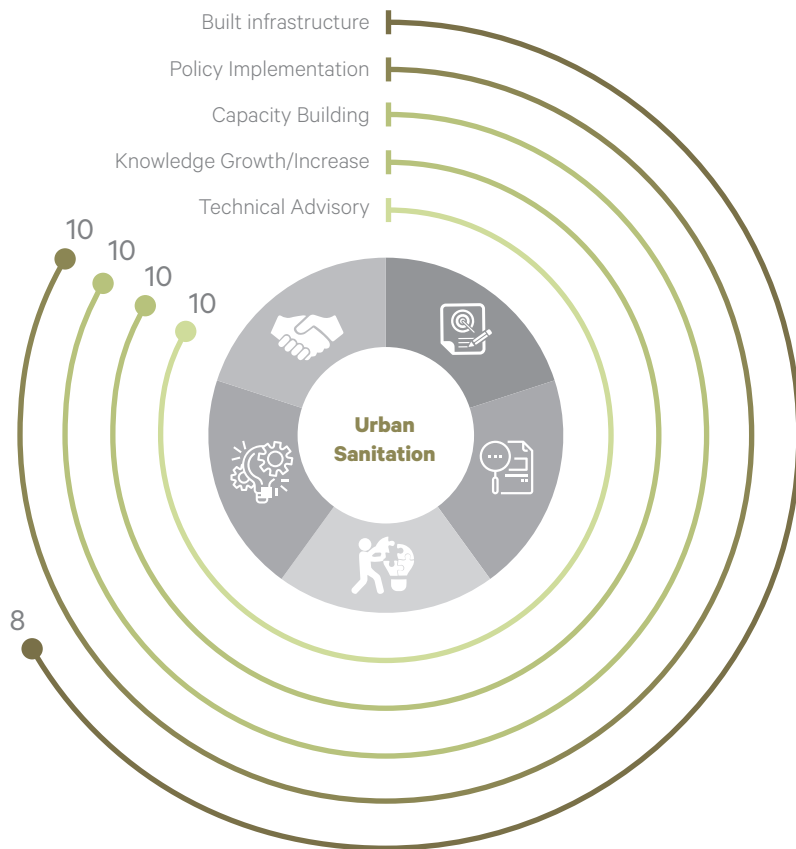 Built infrastructure
Policy Implementation
Capacity Building
Knowledge Growth/Increase
Technical Advisory
10
10
10
10
Urban
Sanitation
8